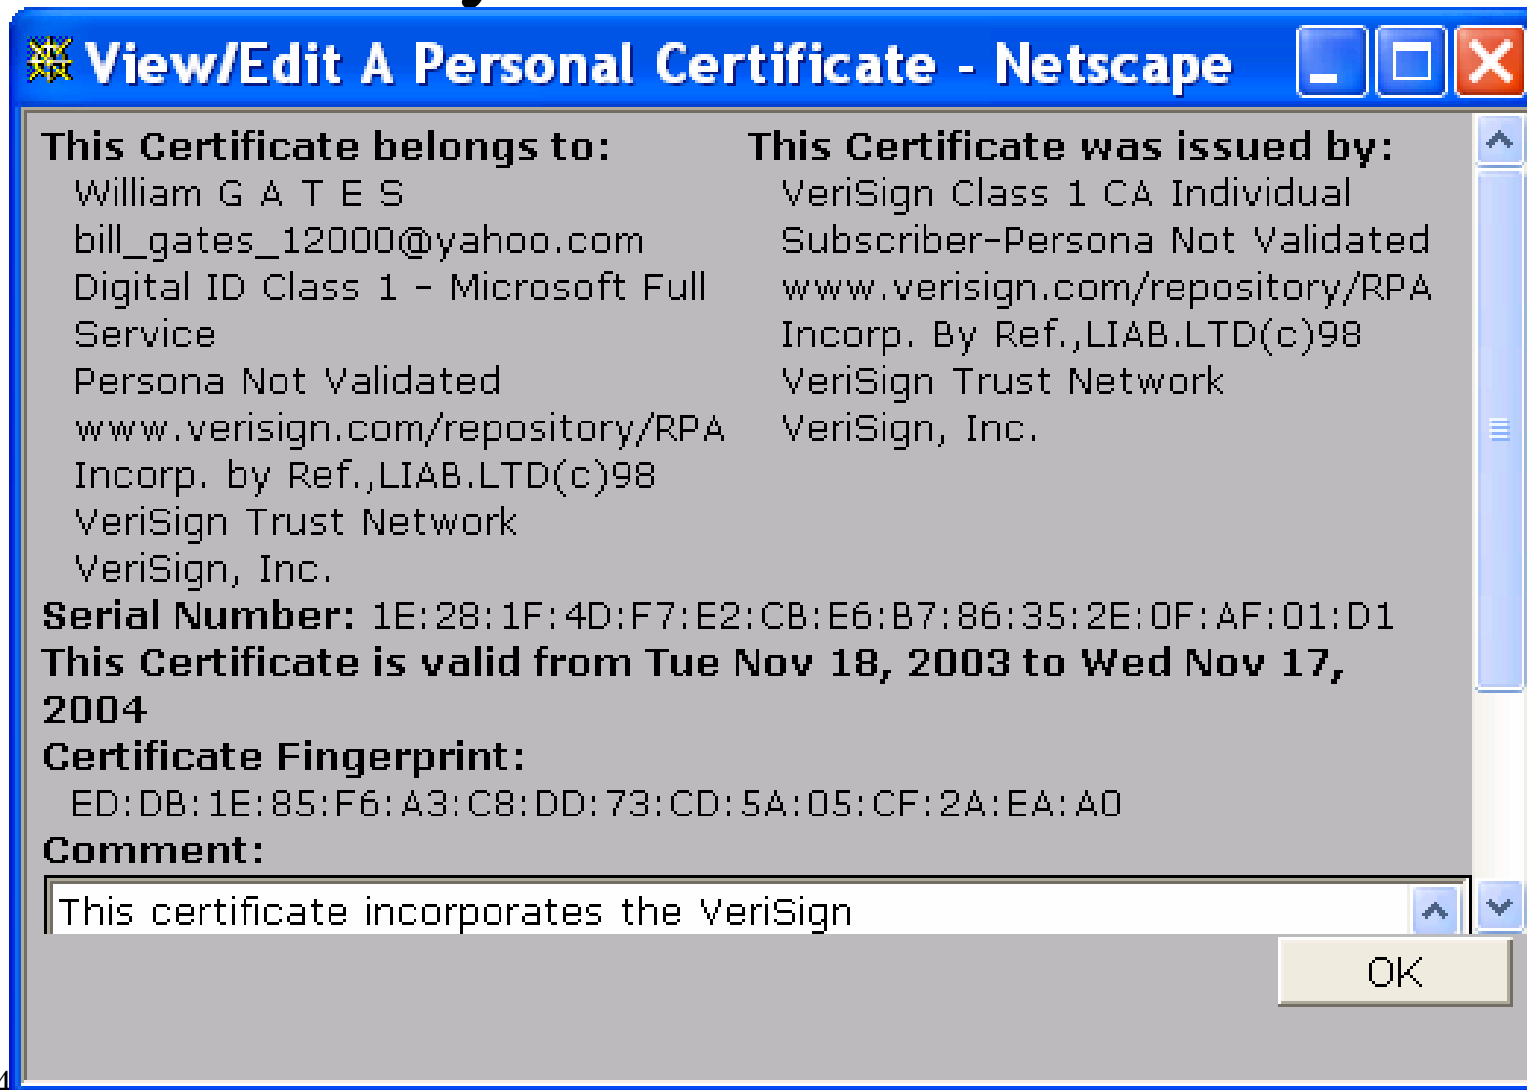 View/Edit A Personal Certificate - Netscape
This Certificate belongs to:
William G A T E S
bill_gates_12000@yahoo.com
Digital ID Class 1 - Microsoft Full
Service
Persona Not Validated
www.verisign.com/repository/RPA
Incorp. by Ref.,LIAB.LTD(c)98
VeriSign Trust Network
VeriSign, Inc.
This Certificate was issued by:
VeriSign Class 1 CA Individual
Subscriber-Persona Not Validated
www.verisign.com/repository/RPA
Incorp. By Ref.,LIAB.LTD(c)98
VeriSign Trust Network
VeriSign, Inc.
Serial Number: 1E:28:1F:4D:F7:E2:CB:E6:B7:86:35:2E:0F:AF:01:D1
This Certificate is valid from Tue Nov 18, 2003 to Wed Nov 17,
2004
Certificate Fingerprint:
ED:DB:1E:85:F6:A3:C8:DD:73:CD:5A:05:CF:2A:EA:A0
Comment:
This certificate incorporates the VeriSign
OK